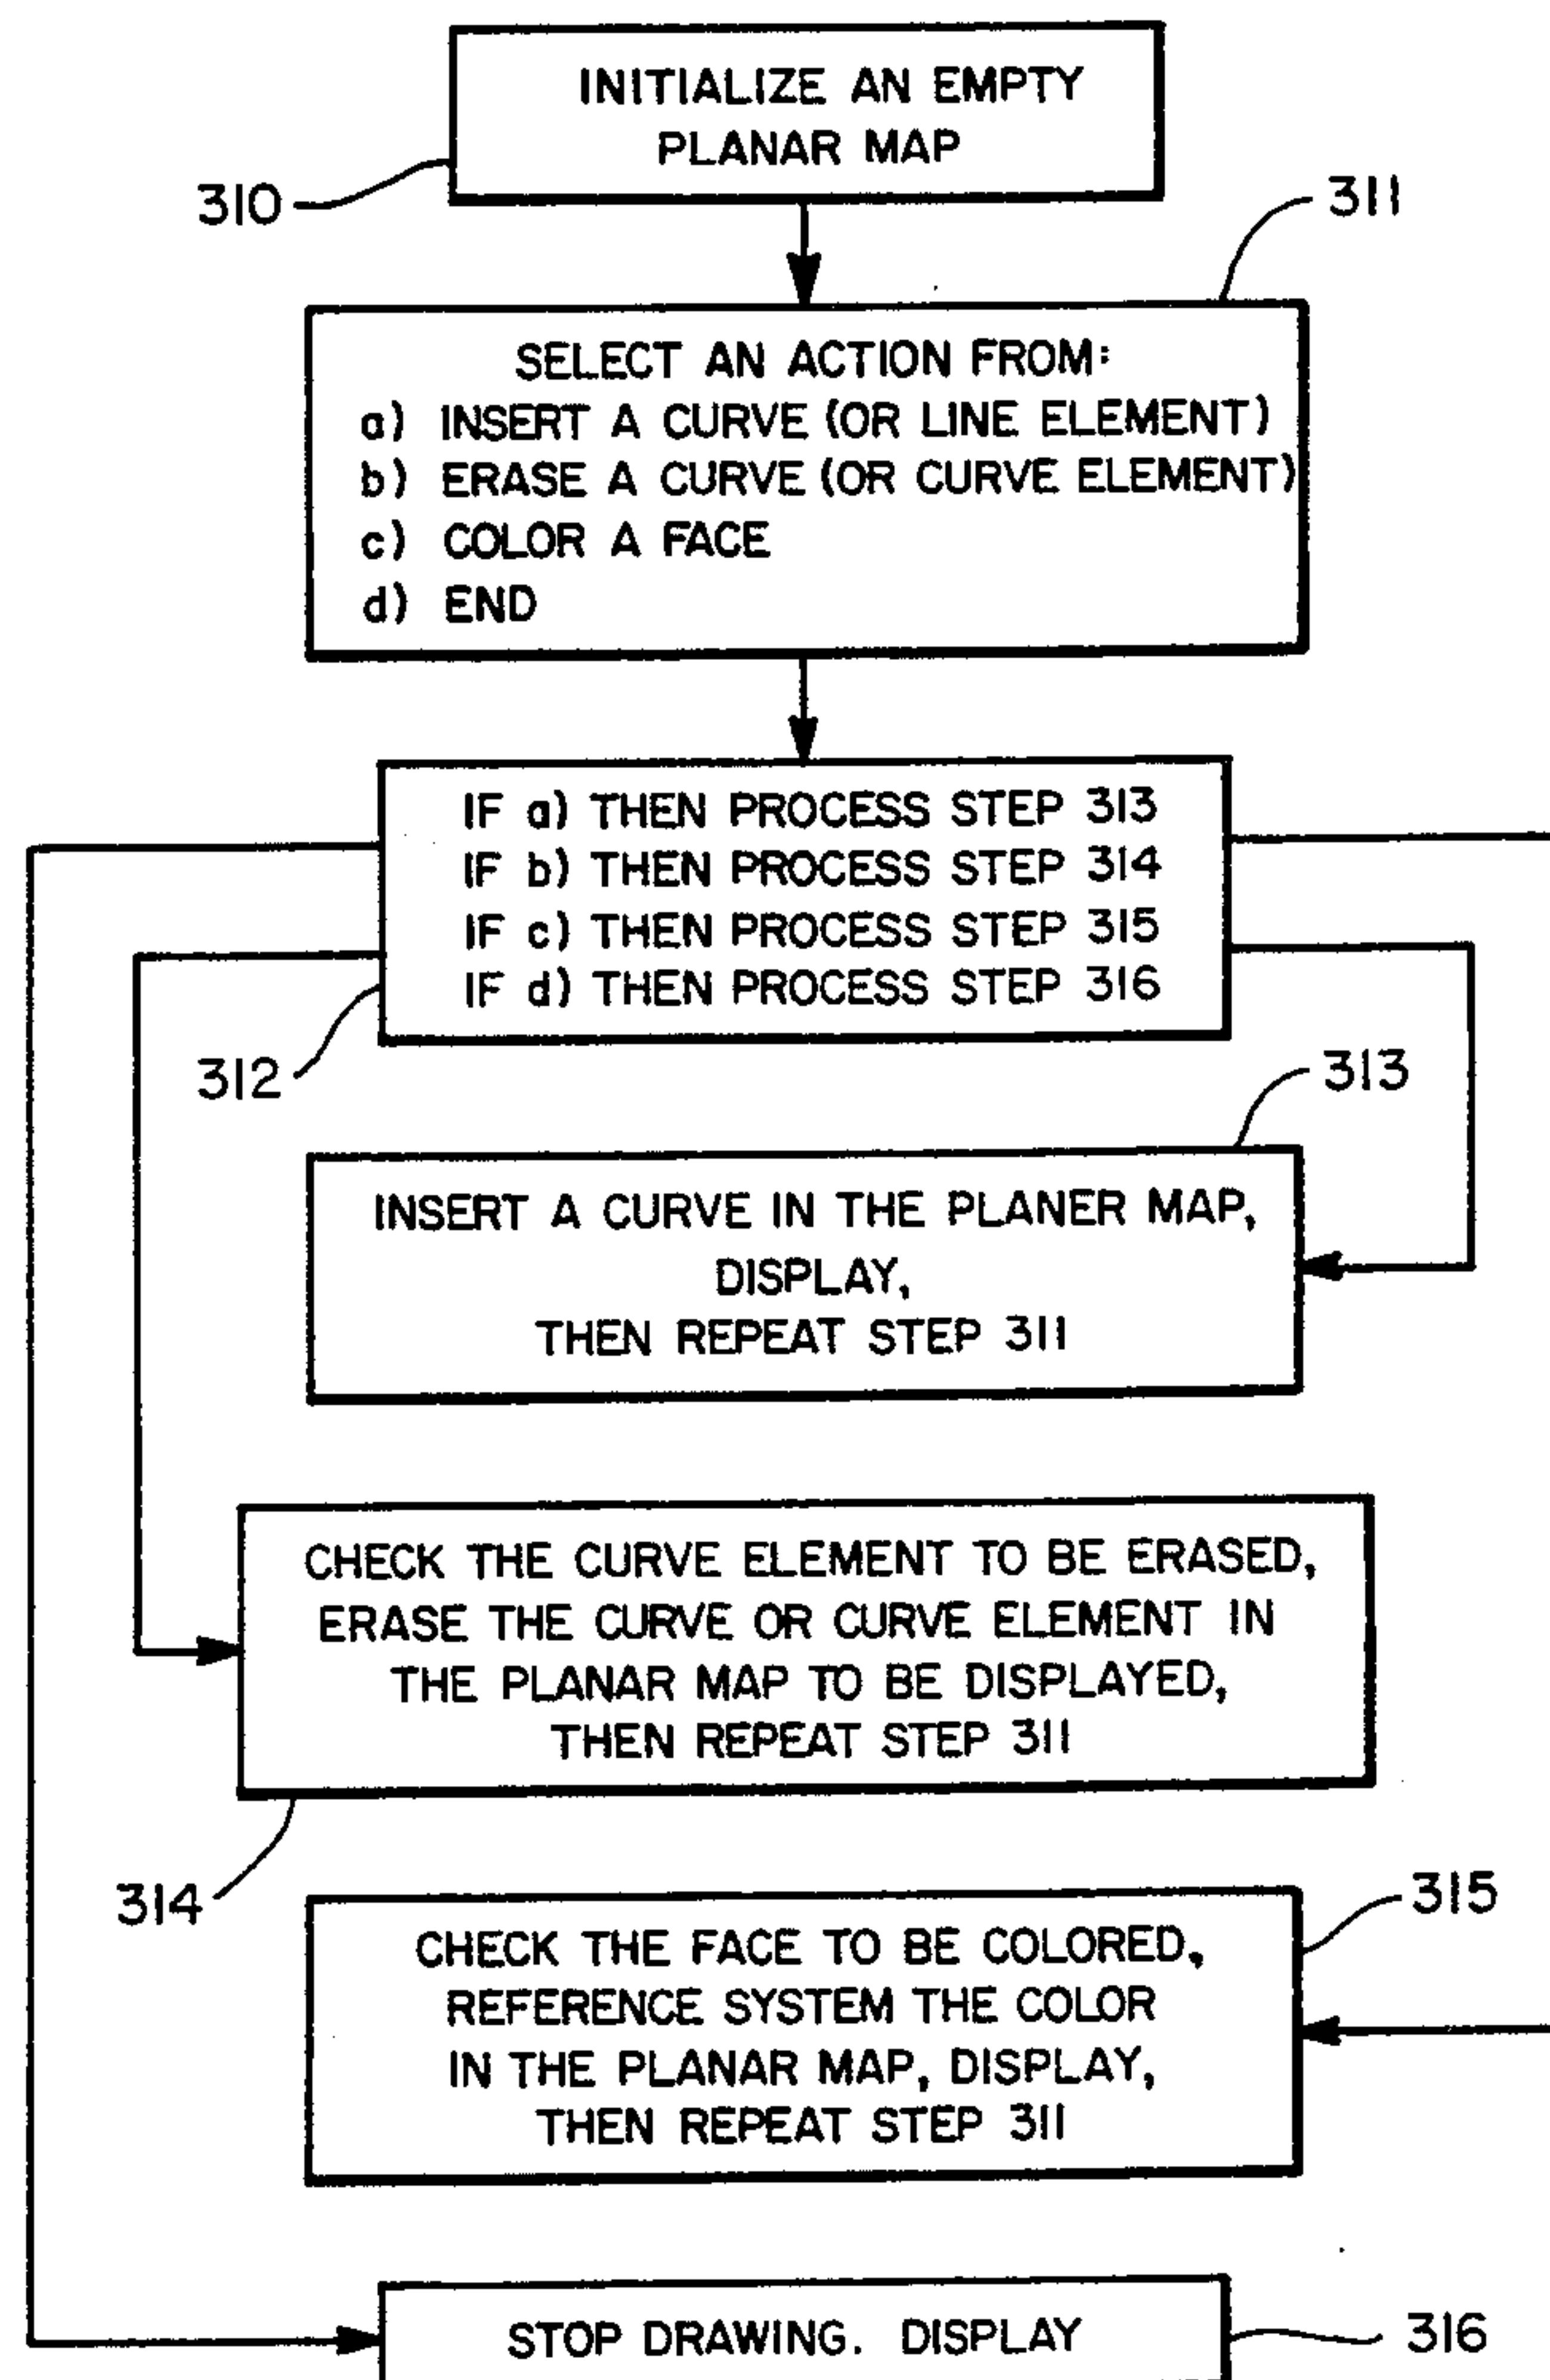 INITIALIZE AN EMPTY
PLANAR MAP
310
311
SELECT AN ACTION FROM:
a) INSERT A CURVE (OR LINE ELEMENT)
b) ERASE A CURVE (OR CURVE ELEMENT)
c) COLOR A FACE
d) END
IF a) THEN PROCESS STEP 313
IF b) THEN PROCESS STEP 314
IF c) THEN PROCESS STEP 315
IF d) THEN PROCESS STEP 316
312
313
INSERT A CURVE IN THE PLANER MAP,
DISPLAY,
THEN REPEAT STEP 311
CHECK THE CURVE ELEMENT TO BE ERASED,
ERASE THE CURVE OR CURVE ELEMENT IN
THE PLANAR MAP TO BE DISPLAYED,
THEN REPEAT STEP 311
314
315
CHECK THE FACE TO BE COLORED,
REFERENCE SYSTEM THE COLOR
IN THE PLANAR MAP, DISPLAY,
THEN REPEAT STEP 311
STOP DRAWING. DISPLAY
316